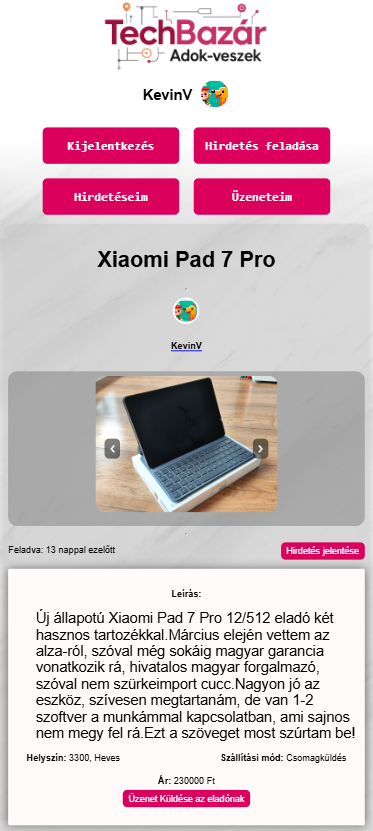 TechBazár
Adok-veszek
KevinV
Kijelentkezés
Hirdetés feladása
Hirdetéseim
Üzeneteim
Xiaomi Pad 7 Pro
KevinV
Feladva: 13 nappal ezelőtt
Hirdetés jelentése
Leírás:
Új állapotú Xiaomi Pad 7 Pro 12/512 eladó két
hasznos tartozékkal.Március elején vettem az
alza-ról, szóval még sokáig magyar garancia
vonatkozik rá, hivatalos magyar forgalmazó,
szóval nem szürkeimport cucc.Nagyon jó az
eszköz, szívesen megtartanám, de van 1-2
szoftver a munkámmal kapcsolatban, ami sajnos
nem megy fel rá.Ezt a szöveget most szúrtam be!
Helyszín: 3300, Heves
Szállítási mód: Csomagküldés
Ár: 230000 Ft
Üzenet Küldése az eladónak